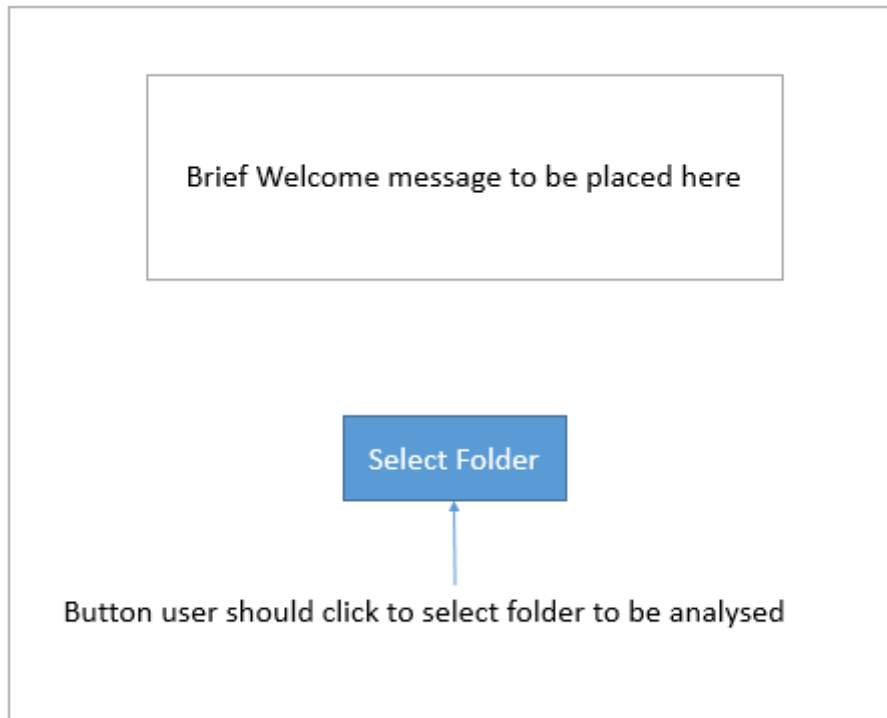 Brief Welcome message to be placed here
Select Folder
Button user should click to select folder to be analysed